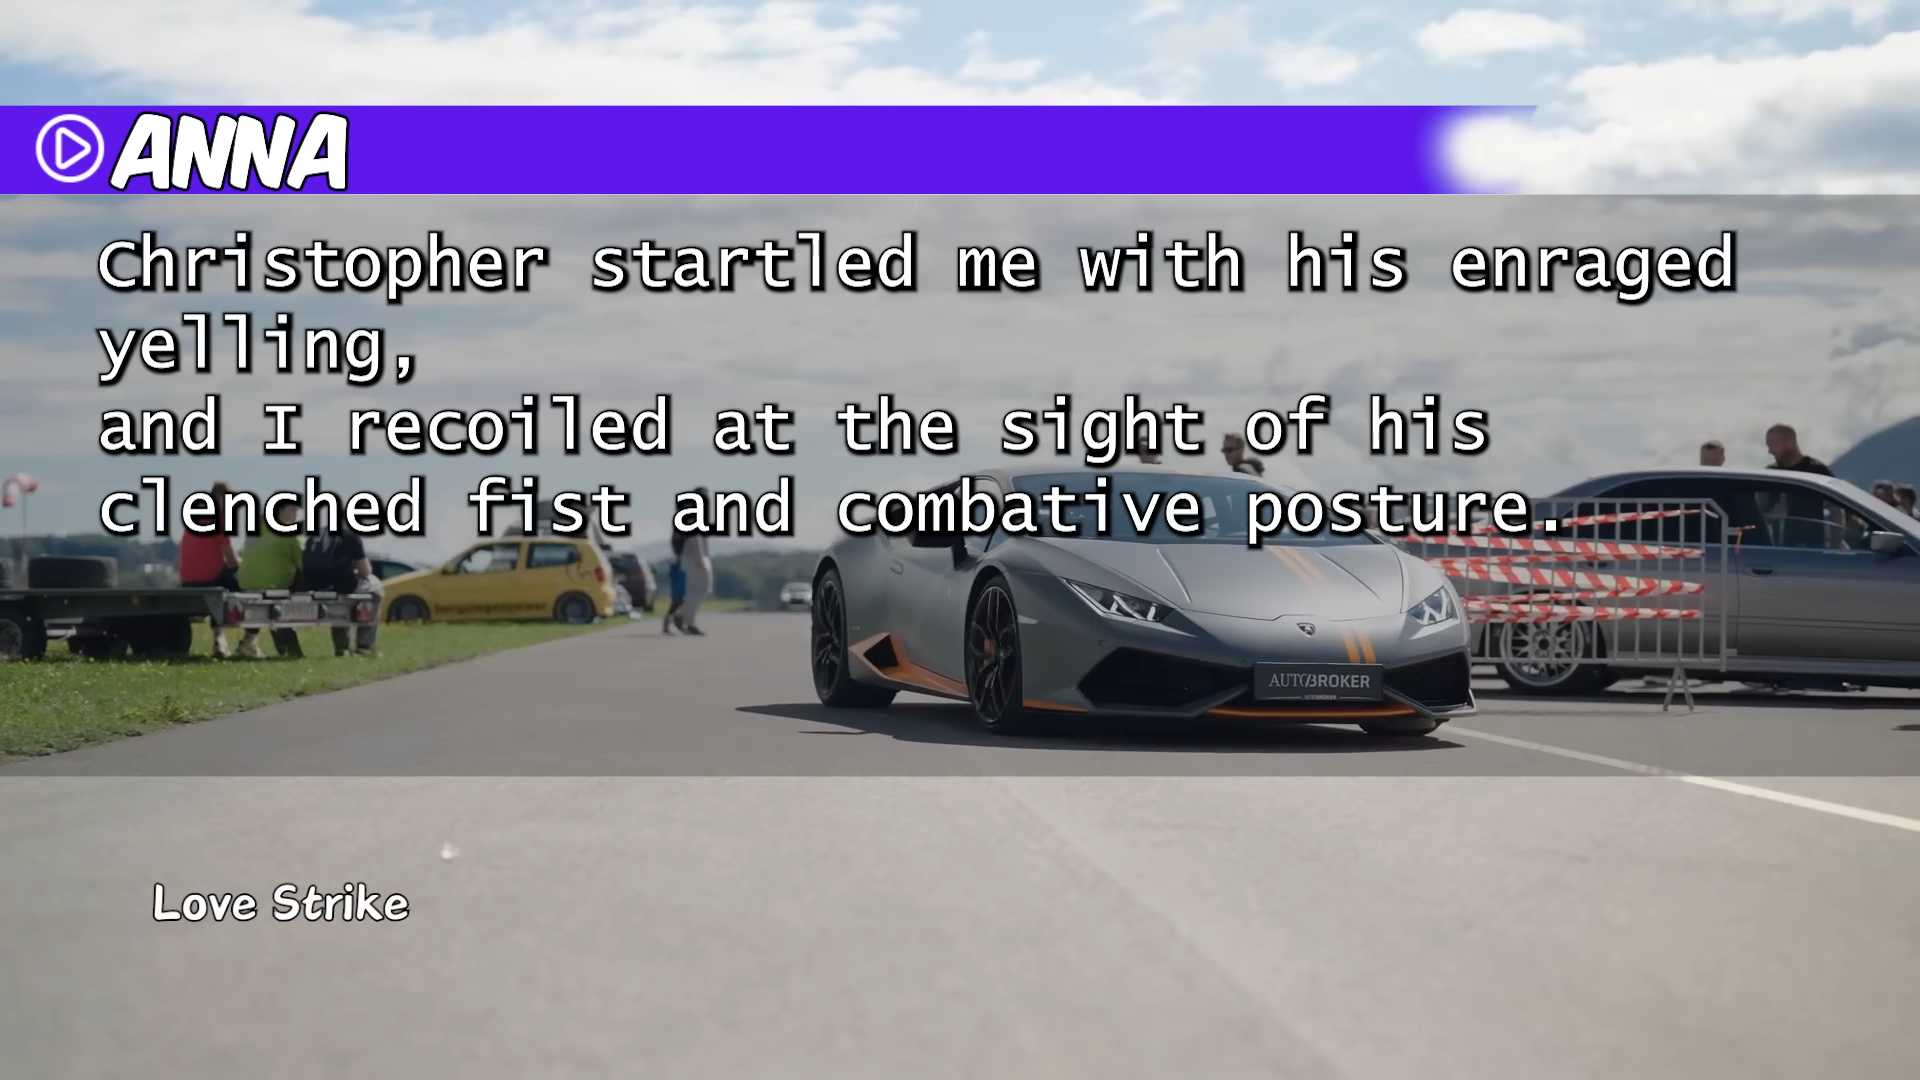 ANNA
Christopher startled me with his enraged
yelling,
and I recoiled at the sight of his
clenched fist and combative posture.
AUTOBROKER
AUTOBROKER
Love Strike